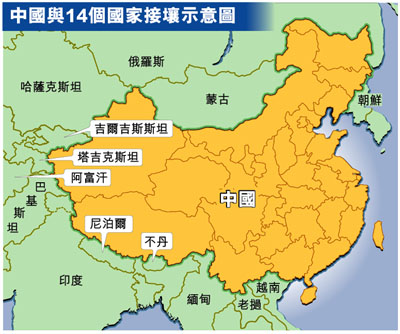 中國與14個國家接壤示意圖
俄羅斯
哈薩克斯坦
蒙古
朝鮮
吉爾吉斯斯坦
塔吉克斯坦
阿富汗
巴基斯坦
中國
尼泊爾
不丹
印度
緬甸
越南
老撾